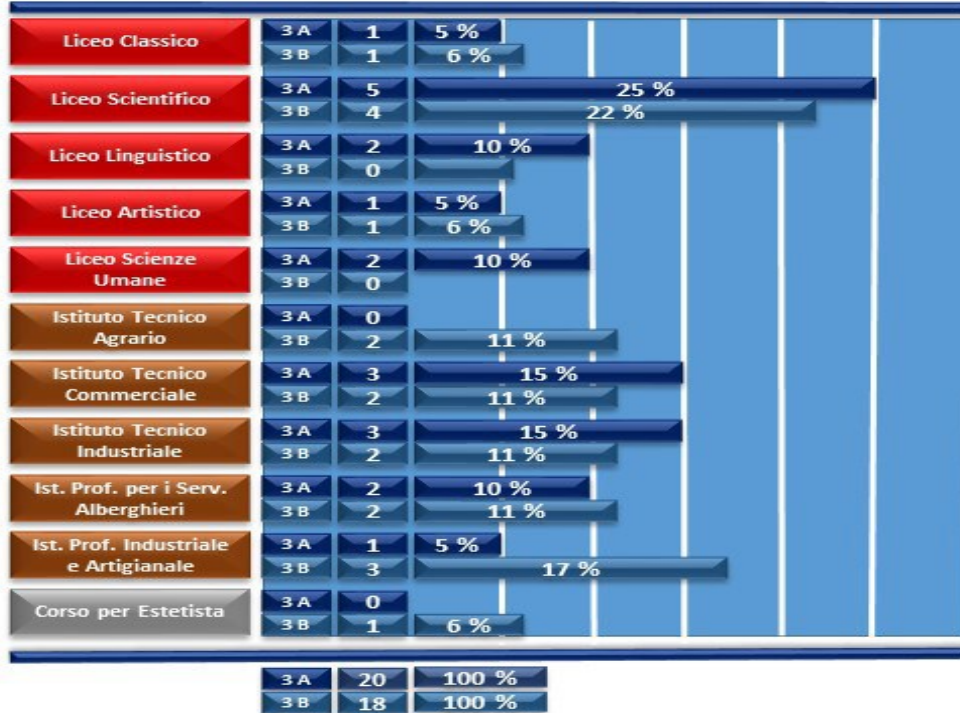 Liceo Classico
3 A 1 5 %
3 B 1 6 %
Liceo Scientifico
3 A 5 25 %
3 B 4 22 %
Liceo Linguistico
3 A 2 10 %
3 B 0
Liceo Artistico
3 A 1 5 %
3 B 1 6 %
Liceo Scienze
Umane
3 A 2 10 %
3 B 0
Istituto Tecnico
Agrario
3 A 0
3 B 2 11 %
Istituto Tecnico
Commerciale
3 A 3 15 %
3 B 2 11 %
Istituto Tecnico
Industriale
3 A 3 15 %
3 B 2 11 %
Ist. Prof. per i Serv.
Alberghieri
3 A 2 10 %
3 B 2 11 %
Ist. Prof. Industriale
e Artigianale
3 A 1 5 %
3 B 3 17 %
Corso per Estetista
3 A 0
3 B 1 6 %
3 A 20 100 %
3 B 18 100 %